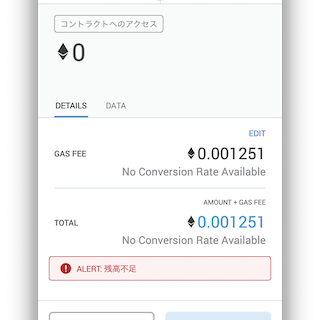 コントラクトへのアクセス
0
DETAILS DATA
EDIT
GAS FEE 0.001251
No Conversion Rate Available
AMOUNT + GAS FEE
TOTAL 0.001251
No Conversion Rate Available
ALERT: 残高不足